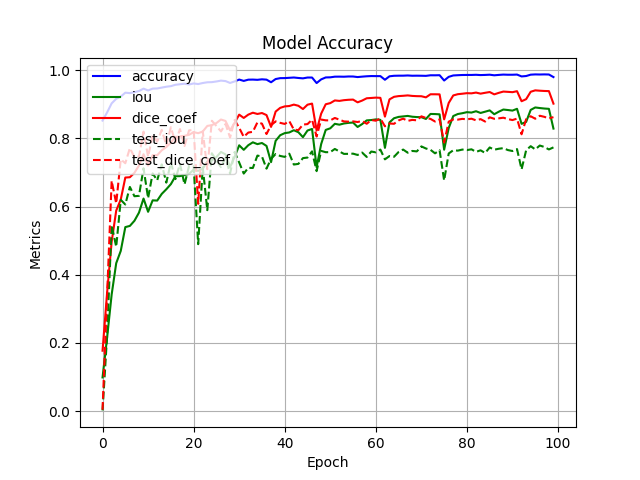 Model Accuracy
accuracy
iou
dice_coef
test_iou
test_dice_coef
1.0
0.8
0.6
0.4
0.2
0.0
Metrics
0 20 40 60 80 100
Epoch